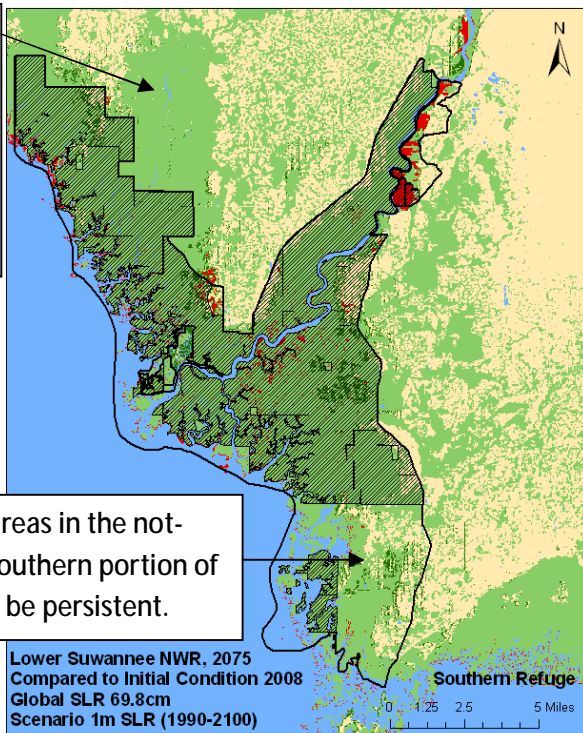 N
reas in the not-
outhern portion of
be persistent.
Lower Suwannee NWR, 2075
Compared to Initial Condition 2008
Global SLR 69.8cm
Scenario 1m SLR (1990-2100)
Southern Refuge
0 1.25 2.5 5 Miles